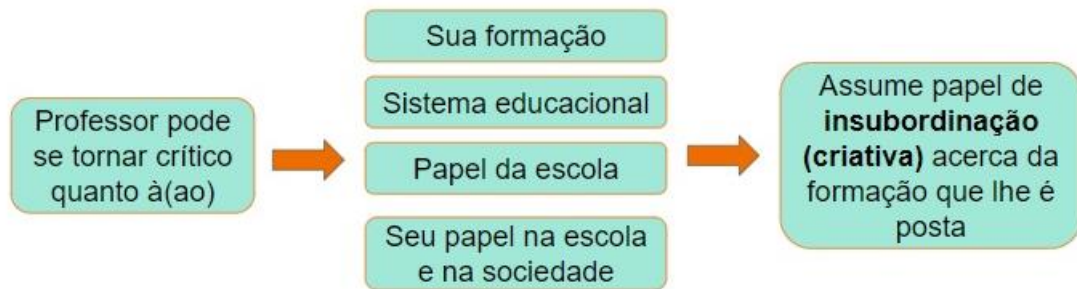 Professor pode
se tornar crítico
quanto à(ao)
Sua formação
Sistema educacional
Papel da escola
Seu papel na escola
e na sociedade
Assume papel de
insubordinação
(criativa) acerca da
formação que lhe é
posta